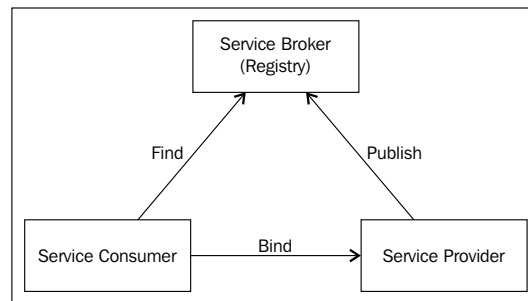 Service Broker
(Registry)
Find
Publish
Service Consumer
Bind
Service Provider